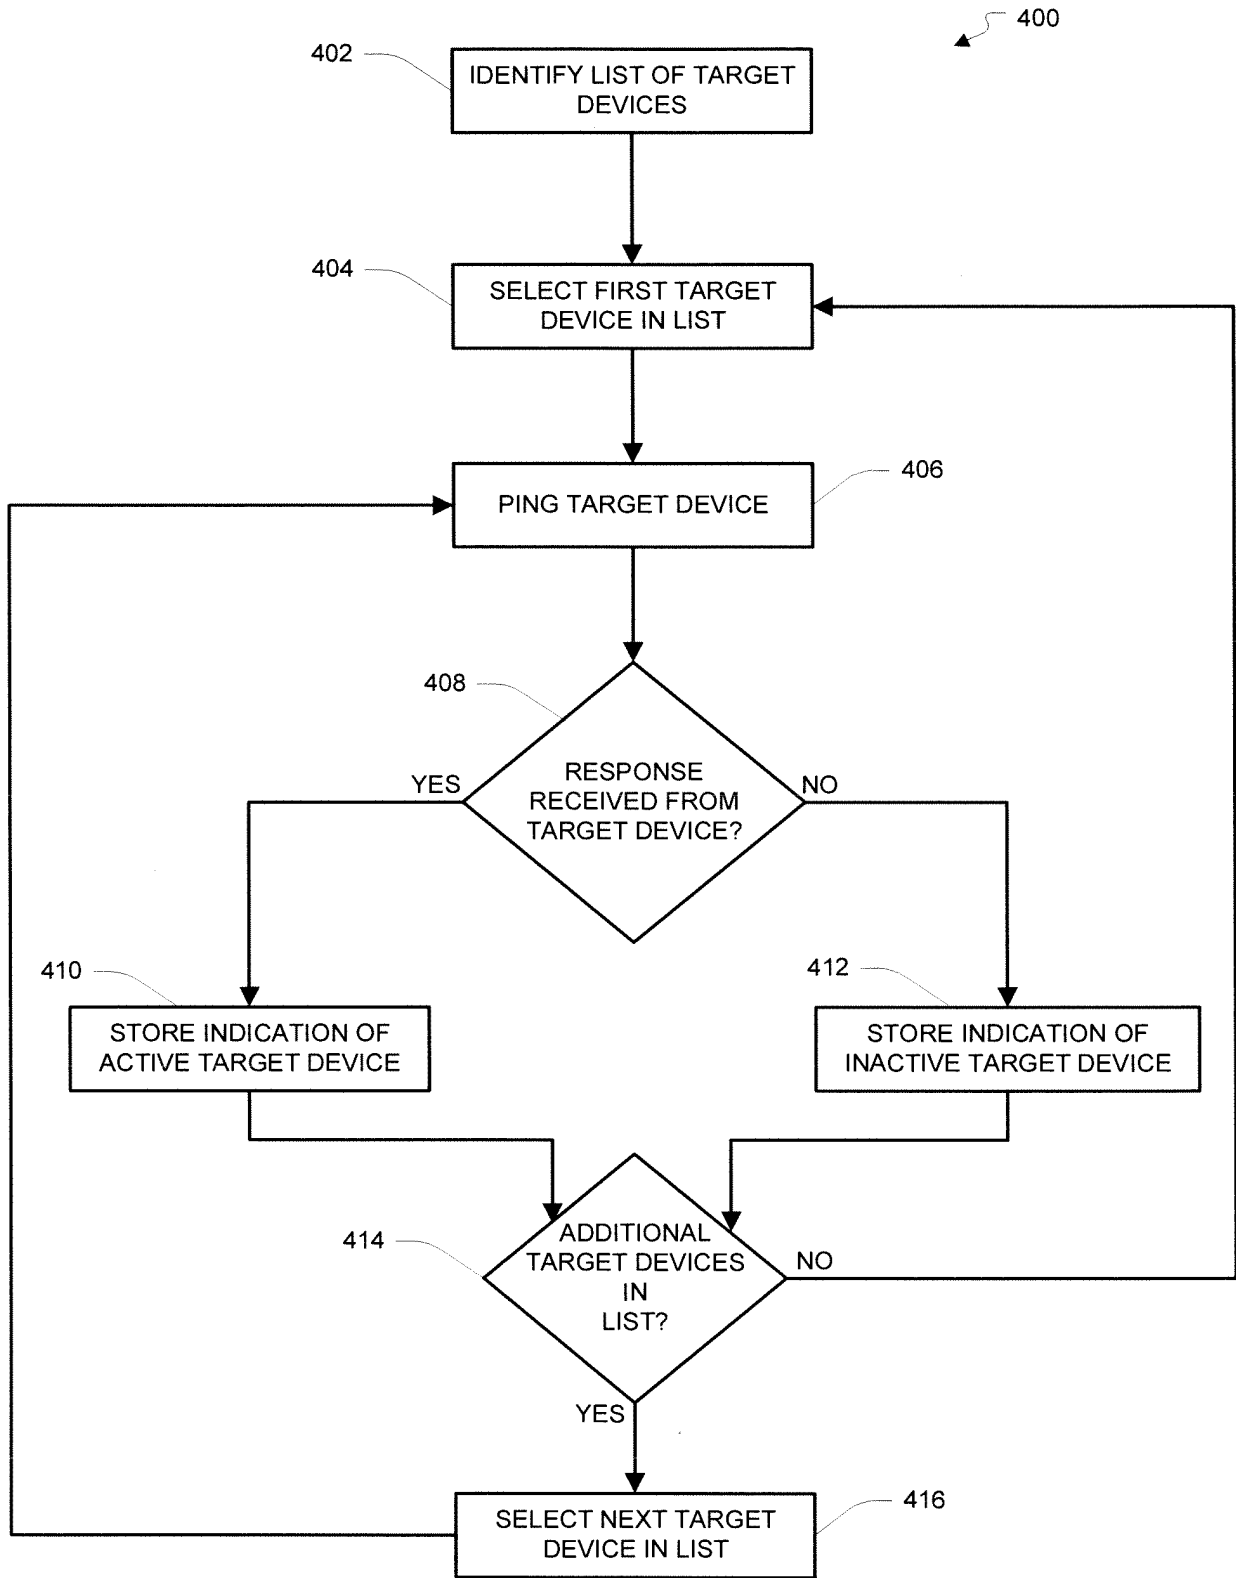 400
402
IDENTIFY LIST OF TARGET
DEVICES
404
SELECT FIRST TARGET
DEVICE IN LIST
406
PING TARGET DEVICE
408
YES
RESPONSE
RECEIVED FROM
TARGET DEVICE?
NO
410
STORE INDICATION OF
ACTIVE TARGET DEVICE
412
STORE INDICATION OF
INACTIVE TARGET DEVICE
414
ADDITIONAL
TARGET DEVICES
IN
LIST?
NO
YES
416
SELECT NEXT TARGET
DEVICE IN LIST